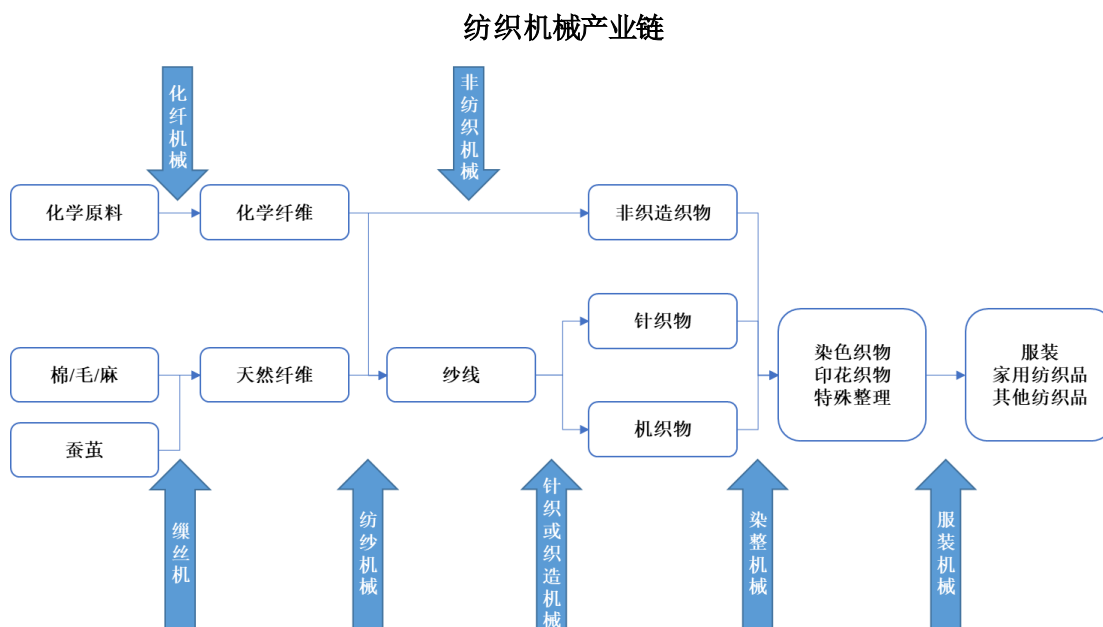 纺织机械产业链
化纤机械
非纺织机械
化学原料
化学纤维
非织造织物
针织物
棉/毛/麻
天然纤维
纱线
染色织物
印花织物
特殊整理
服装
家用纺织品
其他纺织品
机织物
蚕茧
缫丝机
纺纱机械
针织或织造机械
染整机械
服装机械